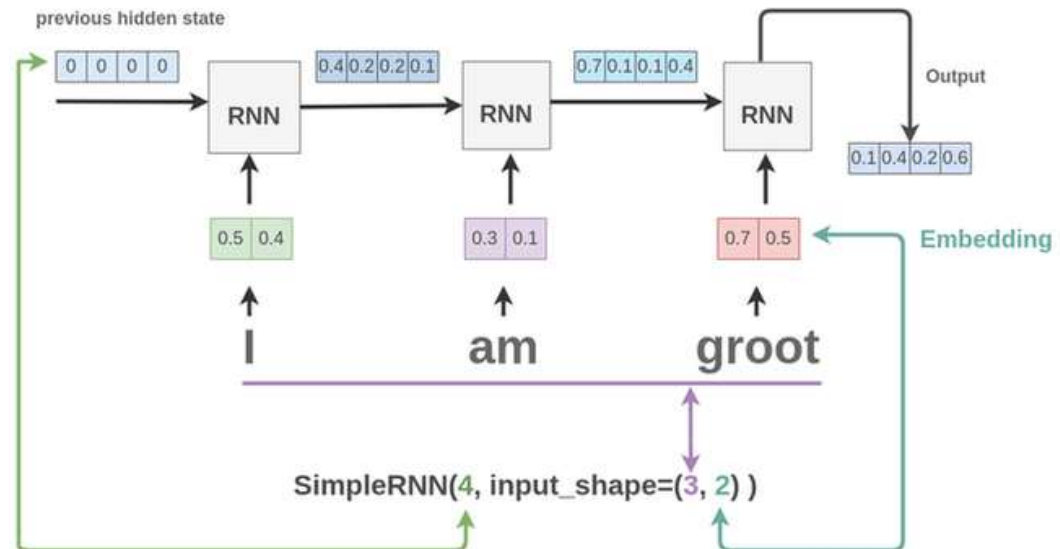 previous hidden state
0 0 0 0
0.4 0.2 0.2 0.1
0.7 0.1 0.1 0.4
Output
RNN
RNN
RNN
0.1 0.4 0.2 0.6
0.5 0.4
0.3 0.1
0.7 0.5
Embedding
I
am
groot
SimpleRNN(4, input_shape=(3, 2) )